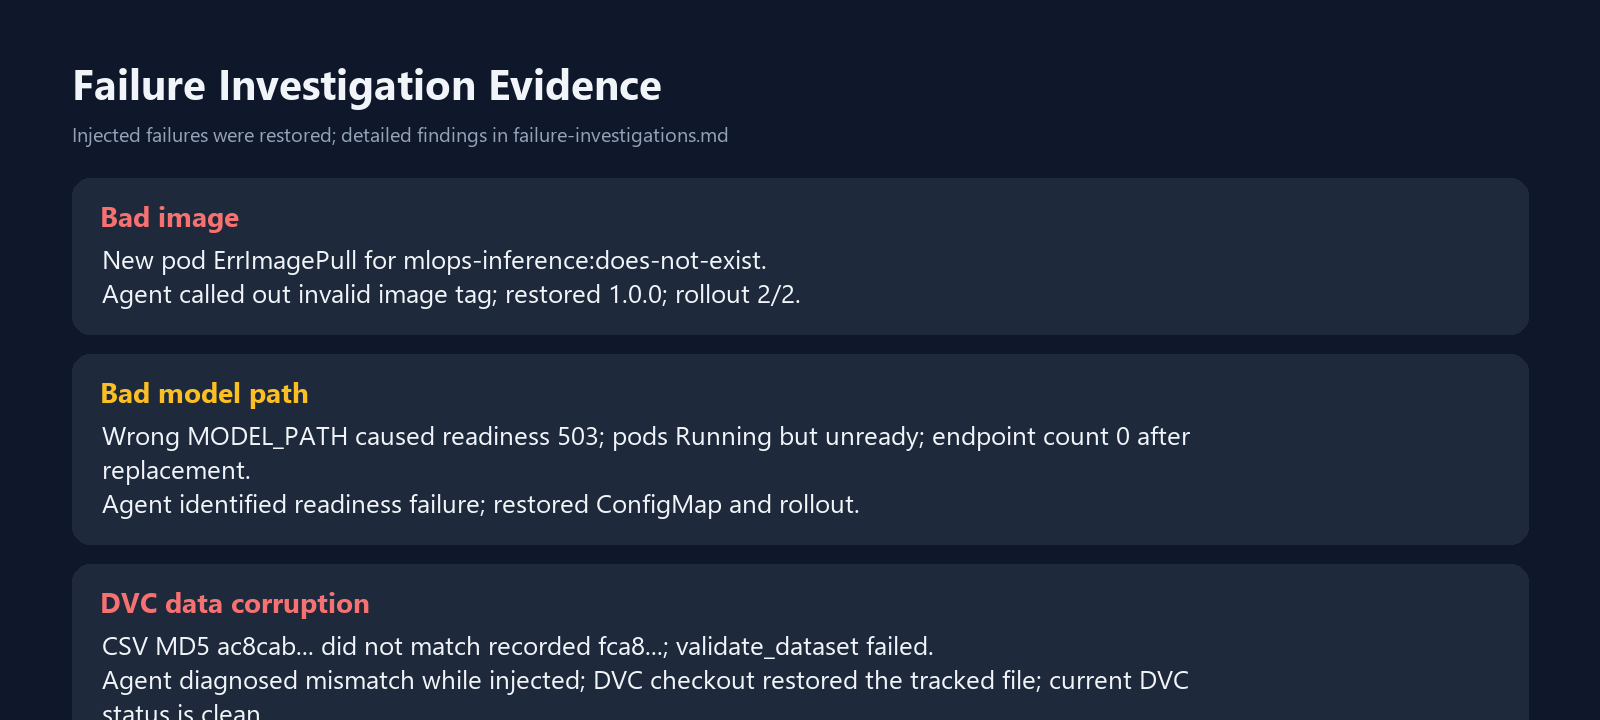 Failure Investigation Evidence
Injected failures were restored; detailed findings in failure-investigations.md
Bad image
New pod ErrImagePull for mlops-inference:does-not-exist.
Agent called out invalid image tag; restored 1.0.0; rollout 2/2.
Bad model path
Wrong MODEL_PATH caused readiness 503; pods Running but unready; endpoint count 0 after
replacement.
Agent identified readiness failure; restored ConfigMap and rollout.
DVC data corruption
CSV MD5 ac8cab... did not match recorded fca8...; validate_dataset failed.
Agent diagnosed mismatch while injected; DVC checkout restored the tracked file; current DVC
status is clean